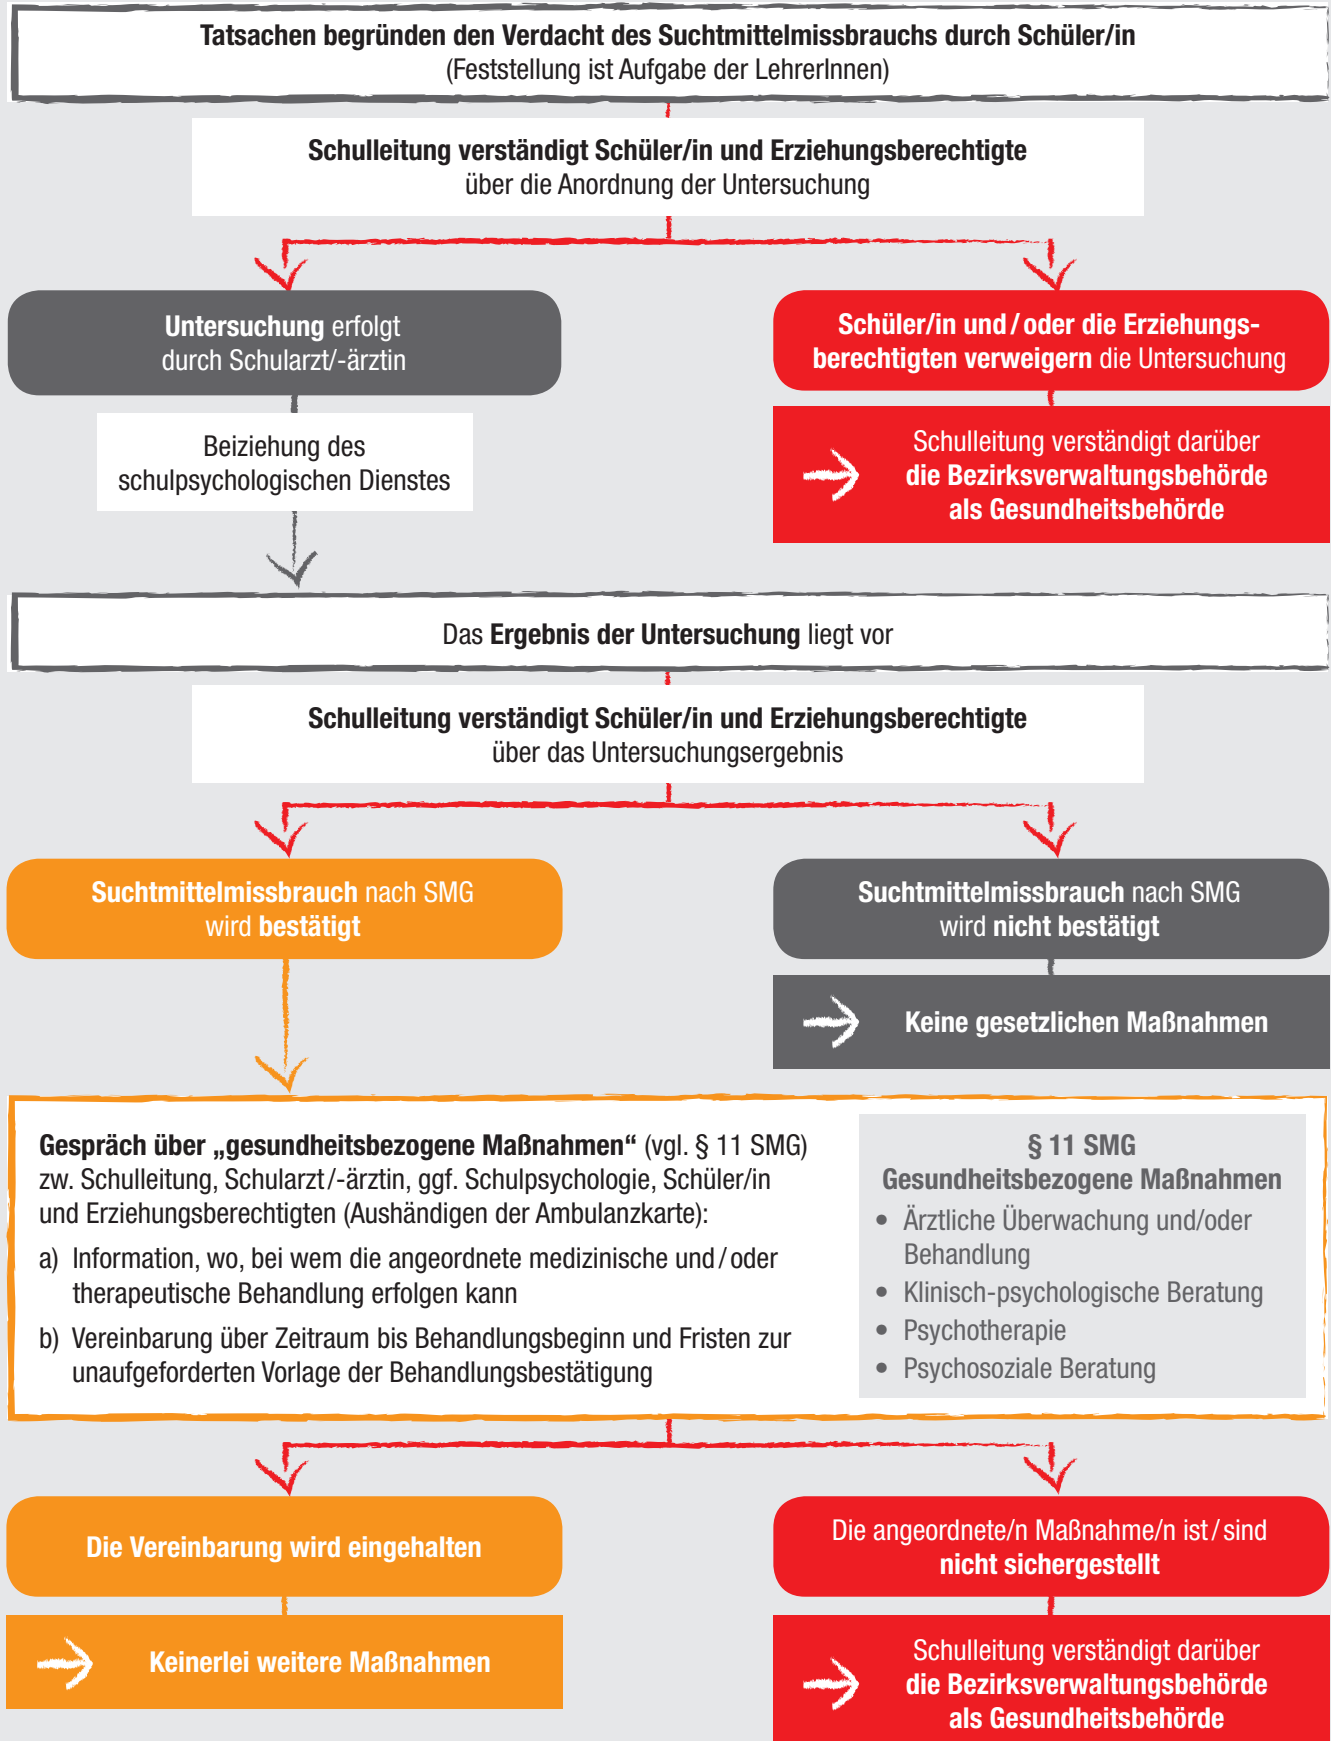 Tatsachen begründen den Verdacht des Suchtmittelmissbrauchs durch Schüler/in
(Feststellung ist Aufgabe der LehrerInnen)
Schulleitung verständigt Schüler/in und Erziehungsberechtigte
über die Anordnung der Untersuchung
Untersuchung erfolgt
durch Schularzt/-ärztin
Schüler/in und/oder die Erziehungs-
berechtigten verweigern die Untersuchung
Beiziehung des
schulpsychologischen Dienstes
Schulleitung verständigt darüber
die Bezirksverwaltungsbehörde
als Gesundheitsbehörde
Das Ergebnis der Untersuchung liegt vor
Schulleitung verständigt Schüler/in und Erziehungsberechtigte
über das Untersuchungsergebnis
Suchtmittelmissbrauch nach SMG
wird bestätigt
Suchtmittelmissbrauch nach SMG
wird nicht bestätigt
Keine gesetzlichen Maßnahmen
Gespräch über „gesundheitsbezogene Maßnahmen“ (vgl. § 11 SMG)
zw. Schulleitung, Schularzt/-ärztin, ggf. Schulpsychologie, Schüler/in
und Erziehungsberechtigten (Aushändigen der Ambulanzkarte):
a) Information, wo, bei wem die angeordnete medizinische und/oder
therapeutische Behandlung erfolgen kann
b) Vereinbarung über Zeitraum bis Behandlungsbeginn und Fristen zur
unaufgeforderten Vorlage der Behandlungsbestätigung
§ 11 SMG
Gesundheitsbezogene Maßnahmen
• Ärztliche Überwachung und/oder
Behandlung
• Klinisch-psychologische Beratung
• Psychotherapie
• Psychosoziale Beratung
Die Vereinbarung wird eingehalten
Die angeordnete/n Maßnahme/n ist/sind
nicht sichergestellt
Keinerlei weitere Maßnahmen
Schulleitung verständigt darüber
die Bezirksverwaltungsbehörde
als Gesundheitsbehörde